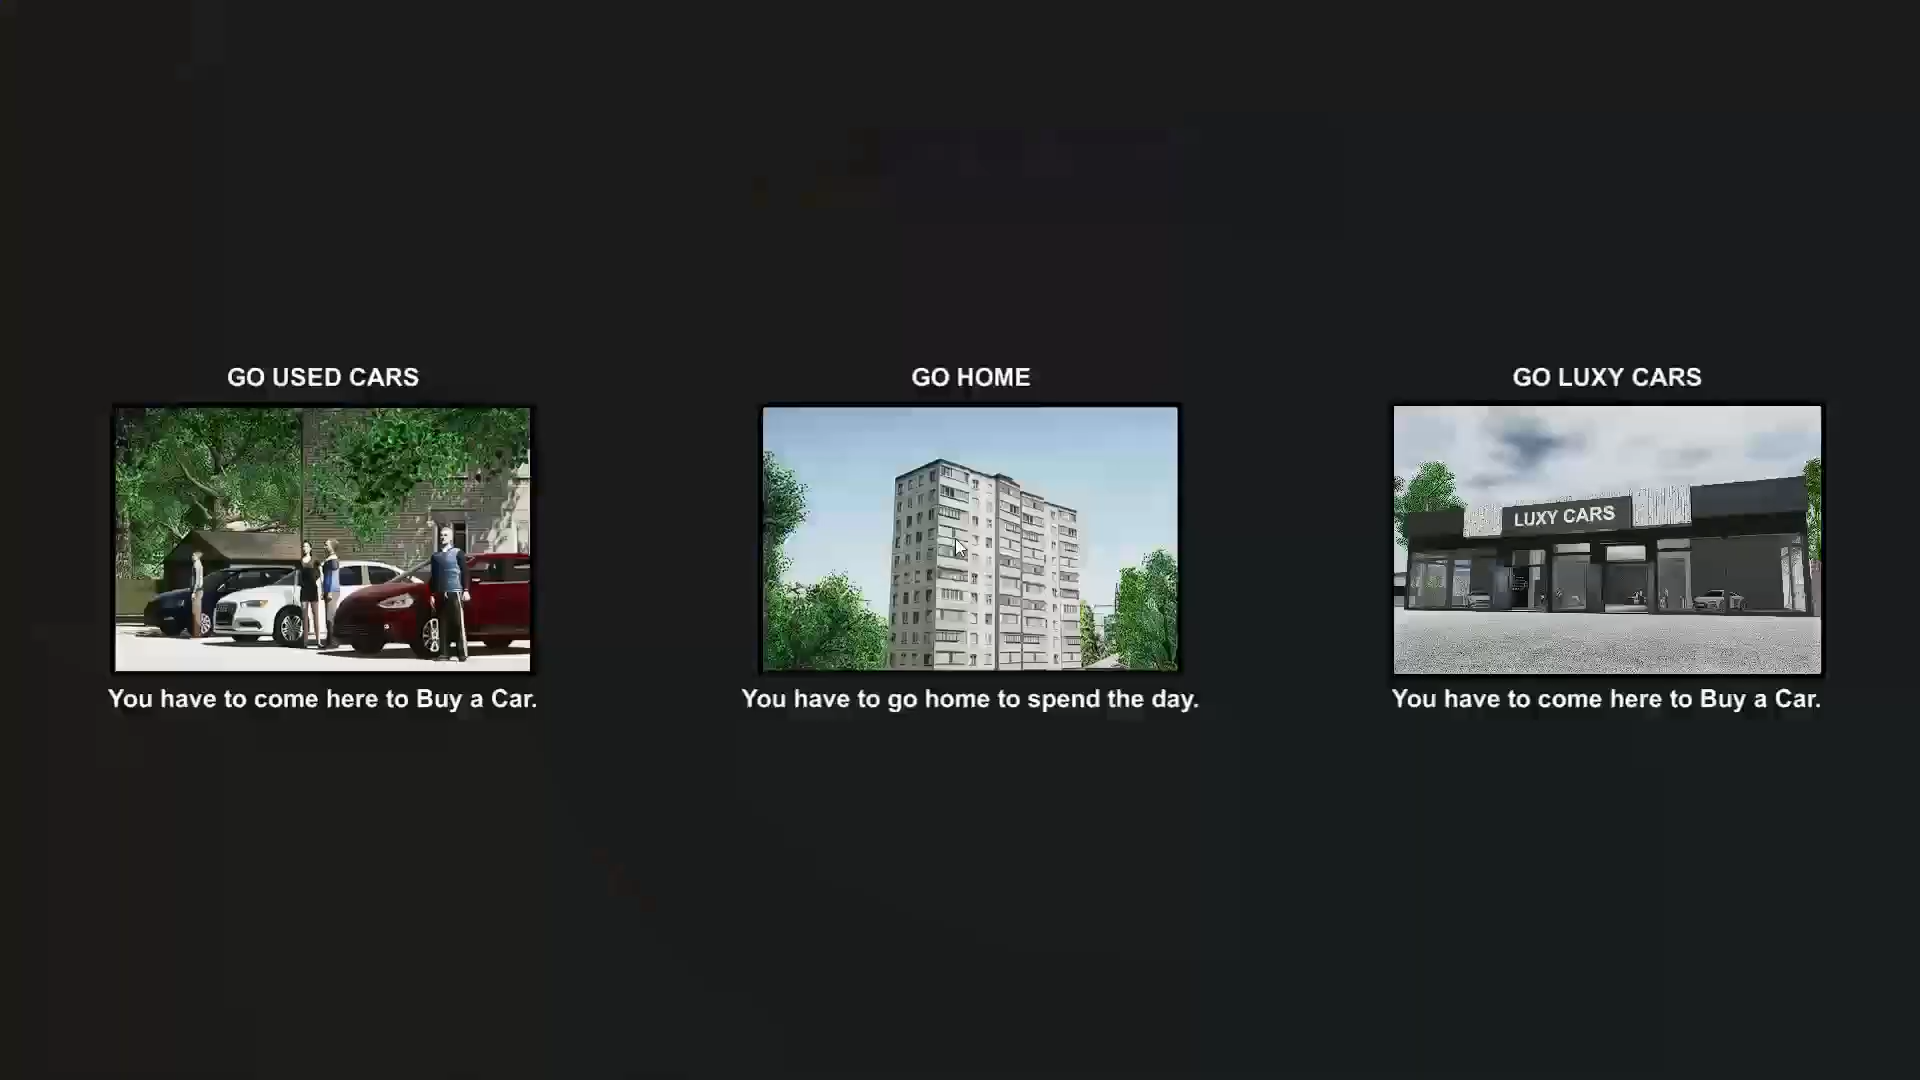 GO USED CARS
You have to come here to Buy a Car.
GO HOME
You have to go home to spend the day.
GO LUXY CARS
LUXY CARS
You have to come here to Buy a Car.